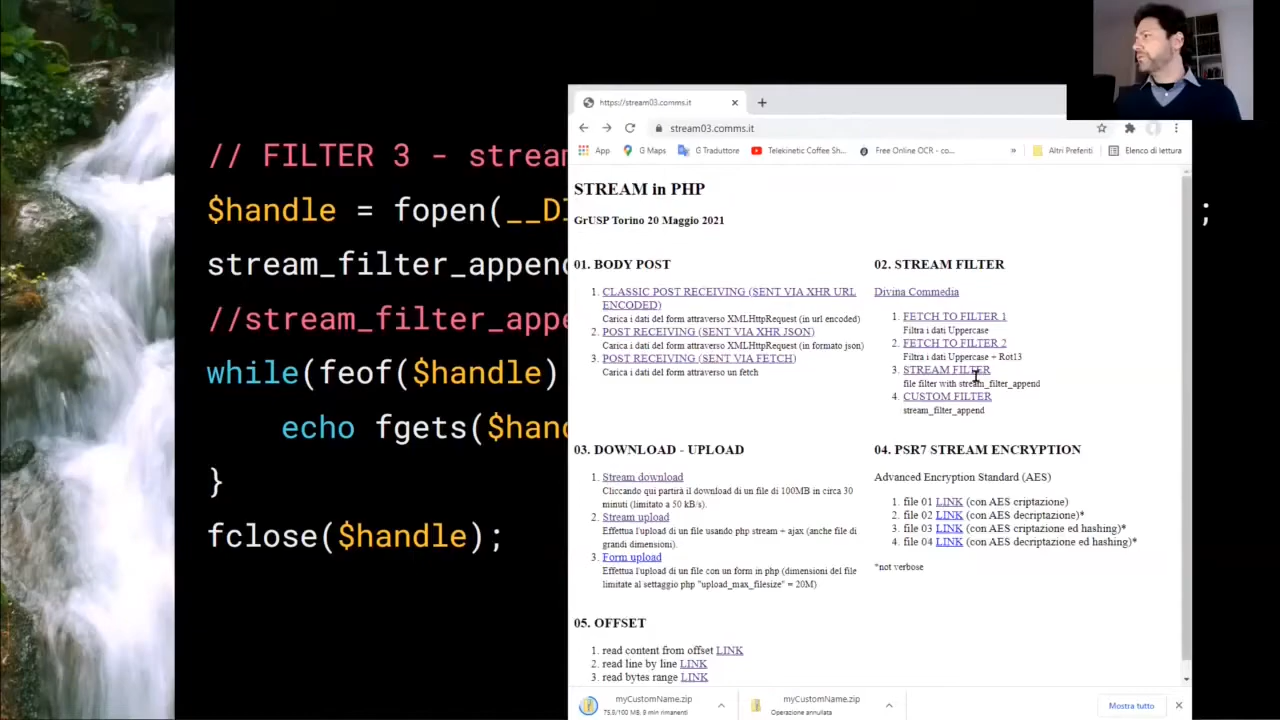 // FILTER 3 - strea
$handle = fopen(__D
;
stream_filter_appen
//stream_filter_appe
while(feof($handle)
echo fgets($han
}
fclose($handle);
https://stream03.comms.it
stream03.comms.it
App G Maps G Traduttore Telekinetic Coffee Sh... Free Online OCR - co... » Altri Preferiti Elenco di lettura
STREAM in PHP
GrUSP Torino 20 Maggio 2021
01. BODY POST
1. CLASSIC POST RECEIVING (SENT VIA XHR URL
ENCODED)
Carica i dati del form attraverso XMLHttpRequest (in url encoded)
2. POST RECEIVING (SENT VIA XHR JSON)
Carica i dati del form attraverso XMLHttpRequest (in formato json)
3. POST RECEIVING (SENT VIA FETCH)
Carica i dati del form attraverso un fetch
02. STREAM FILTER
Divina Commedia
1. FETCH TO FILTER 1
Filtra i dati Uppercase
2. FETCH TO FILTER 2
Filtra i dati Uppercase + Rot13
3. STREAM FILTER
file filter with stream_filter_append
4. CUSTOM FILTER
stream_filter_append
03. DOWNLOAD - UPLOAD
1. Stream download
Cliccando qui partirà il download di un file di 100MB in circa 30
minuti (limitato a 50 kB/s).
2. Stream upload
Effettua l'upload di un file usando php stream + ajax (anche file di
grandi dimensioni).
3. Form upload
Effettua l'upload di un file con un form in php (dimensioni del file
limitate al settaggio php "upload_max_filesize" = 20M)
04. PSR7 STREAM ENCRYPTION
Advanced Encryption Standard (AES)
1. file 01 LINK (con AES criptazione)
2. file 02 LINK (con AES decriptazione)*
3. file 03 LINK (con AES criptazione ed hashing)*
4. file 04 LINK (con AES decriptazione ed hashing)*
*not verbose
05. OFFSET
1. read content from offset LINK
2. read line by line LINK
3. read bytes range LINK
myCustomName.zip
75,8/100 MB, 9 min rimanenti
myCustomName.zip
Operazione annullata
Mostra tutto